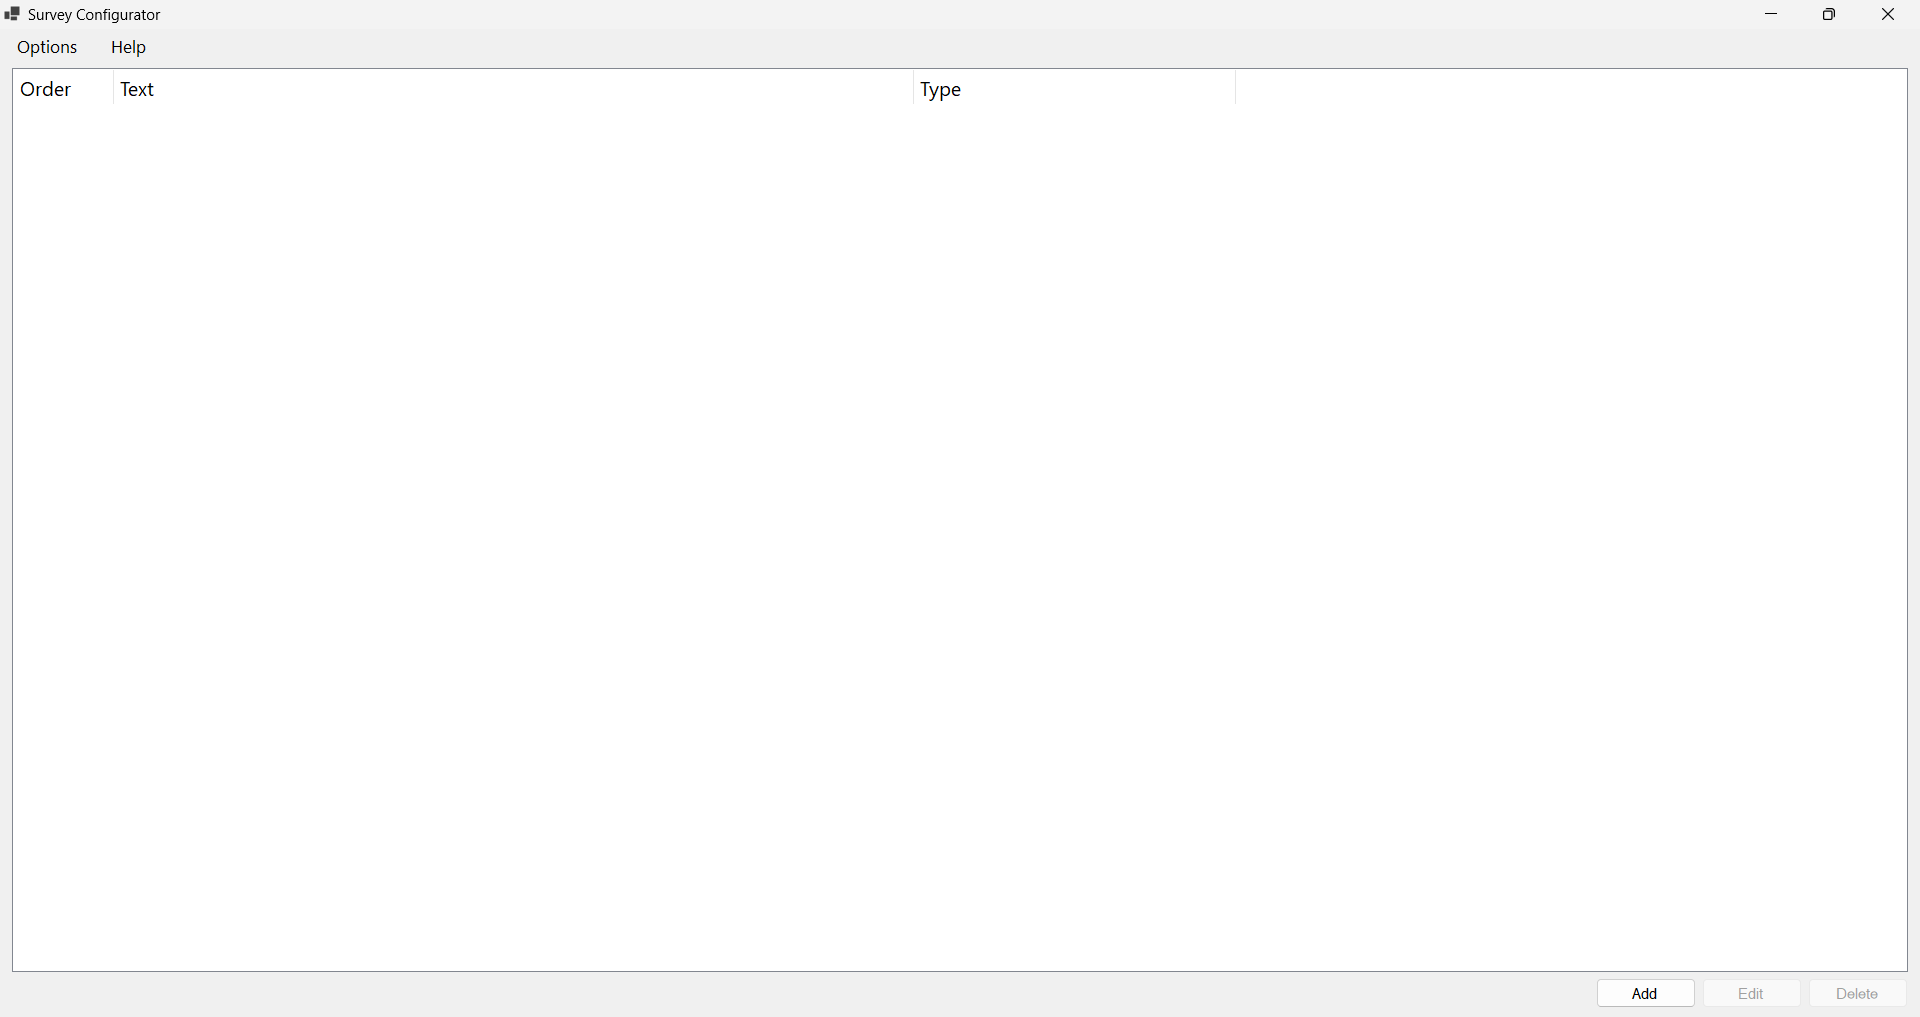 Survey Configurator
Options Help
Order Text Type
Add Edit Delete